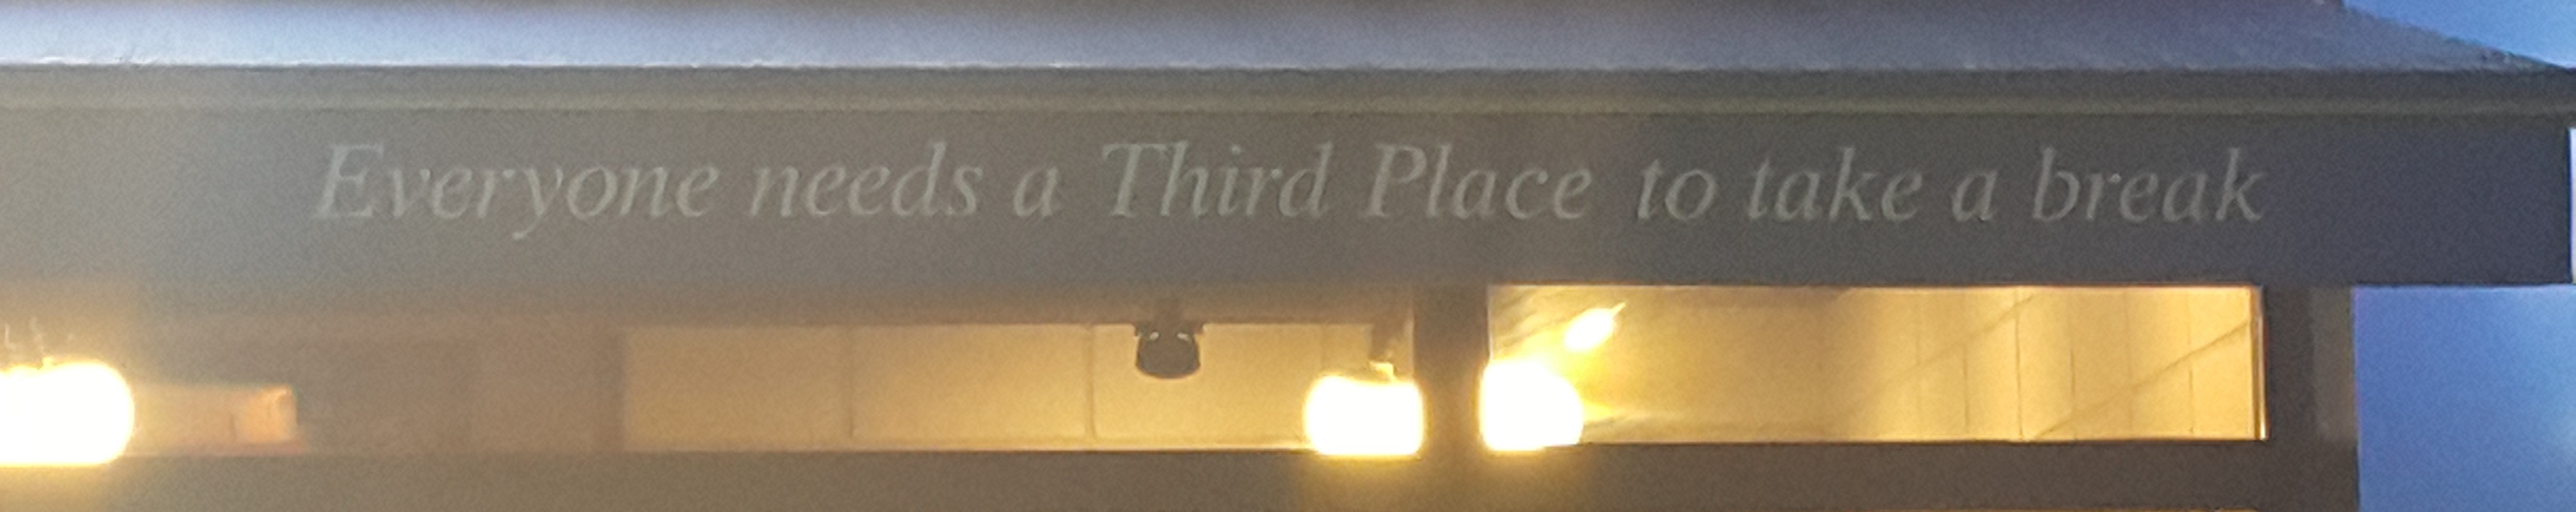 Everyone needs a Third Place to take a break